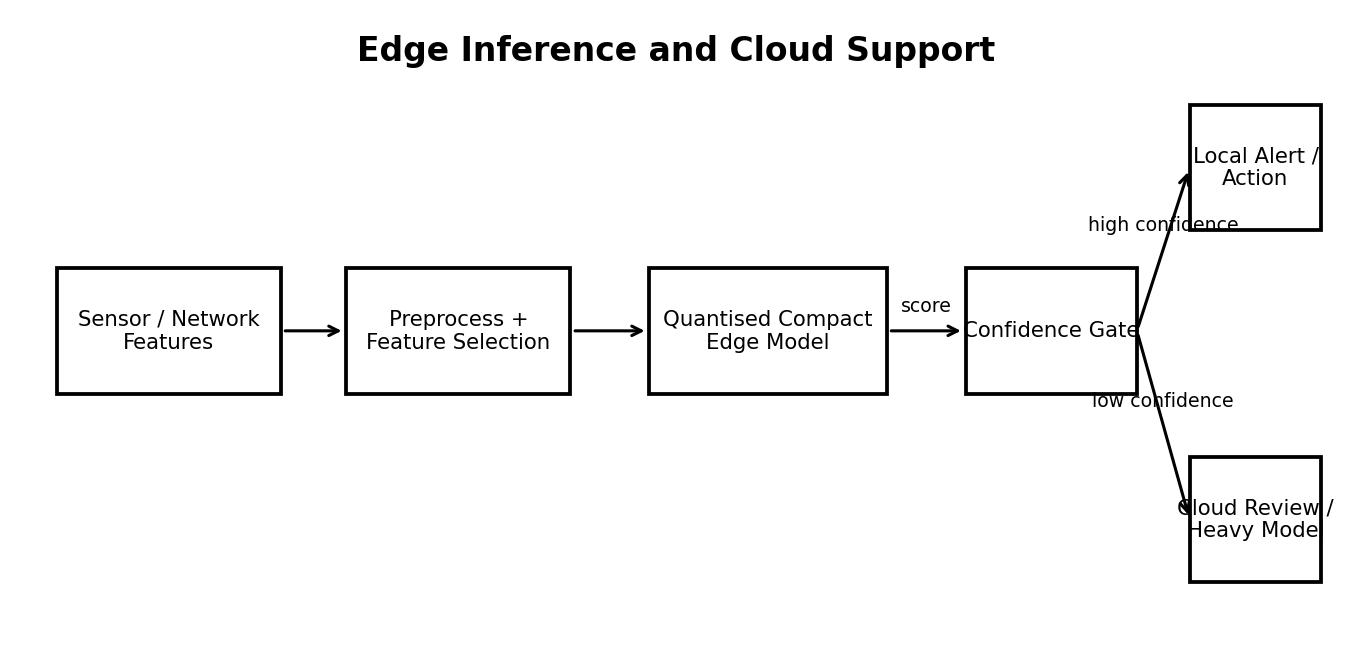 Edge Inference and Cloud Support
Sensor / Network
Features
Preprocess +
Feature Selection
Quantised Compact
Edge Model
score
Confidence Gate
high confidence
low confidence
Local Alert /
Action
Cloud Review /
Heavy Model